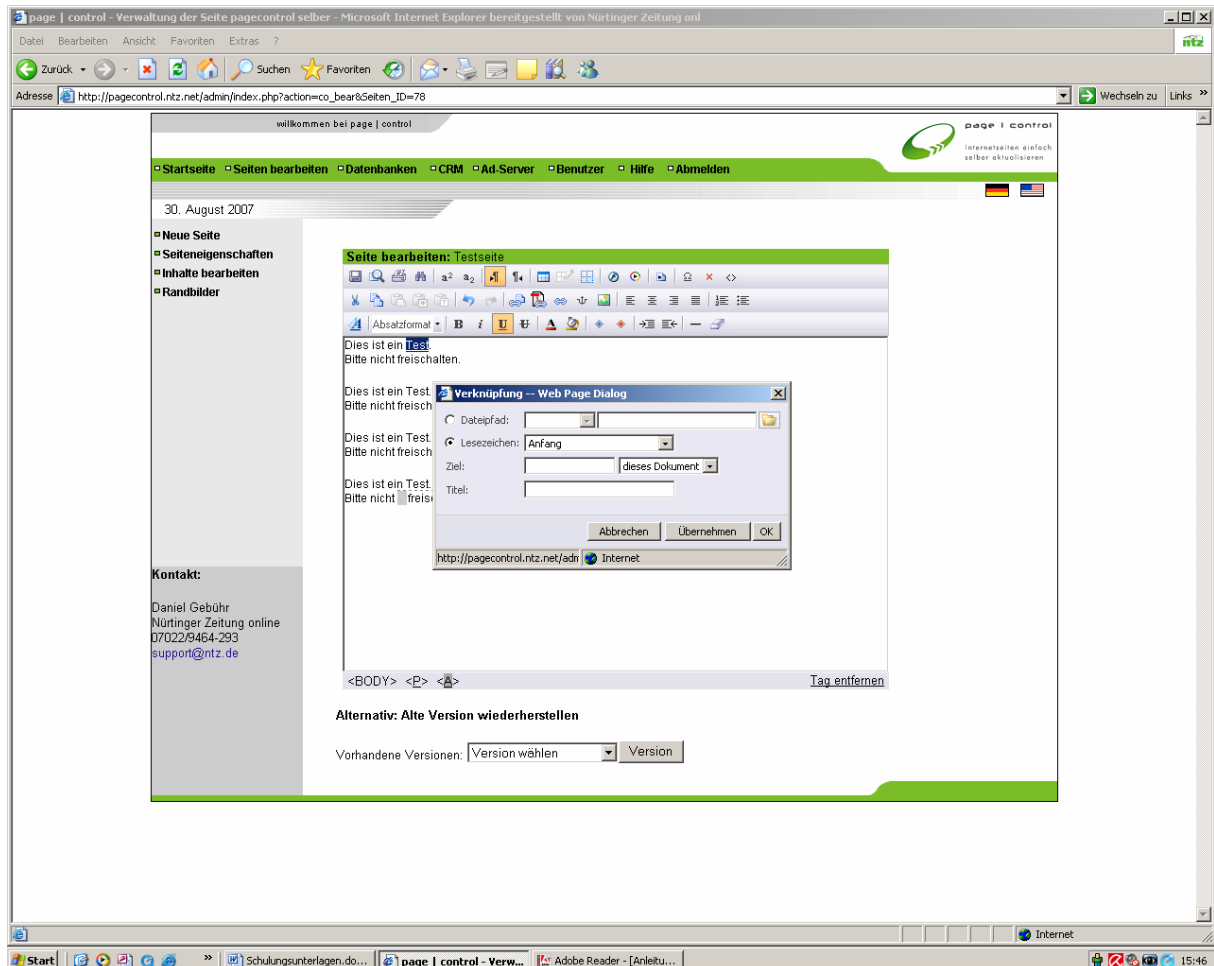 page | control - Verwaltung der Seite pagecontrol selber - Microsoft Internet Explorer bereitgestellt von Nürtinger Zeitung onl
Datei Bearbeiten Ansicht Favoriten Extras ?
ntz
Zurück Suchen Favoriten
Adresse http://pagecontrol.ntz.net/admin/index.php?action=co_bear&Seiten_ID=78 Wechseln zu Links »
willkommen bei page | control
page | control
Internetseiten einfach
selber aktualisieren
Startseite Seiten bearbeiten Datenbanken CRM Ad-Server Benutzer Hilfe Abmelden
30. August 2007
Neue Seite
Seiteneigenschaften
Inhalte bearbeiten
Randbilder
Seite bearbeiten: Testseite
Absatzformat B i U
Dies ist ein Test.
Bitte nicht freischalten.
Dies ist ein Test.
Bitte nicht freisch
Dies ist ein Test.
Bitte nicht freisch
Dies ist ein Test.
Bitte nicht freis
Verknüpfung -- Web Page Dialog
Dateipfad:
Lesezeichen: Anfang
Ziel: dieses Dokument
Titel:
Abbrechen Übernehmen OK
http://pagecontrol.ntz.net/adm Internet
<BODY> <P> <A> Tag entfernen
Kontakt:
Daniel Gebühr
Nürtinger Zeitung online
07022/9464-293
support@ntz.de
Alternativ: Alte Version wiederherstellen
Vorhandene Versionen: Version wählen Version
Internet
Start » Schulungsunterlagen.do... page | control - Verw... Adobe Reader - [Anleitu... 15:46